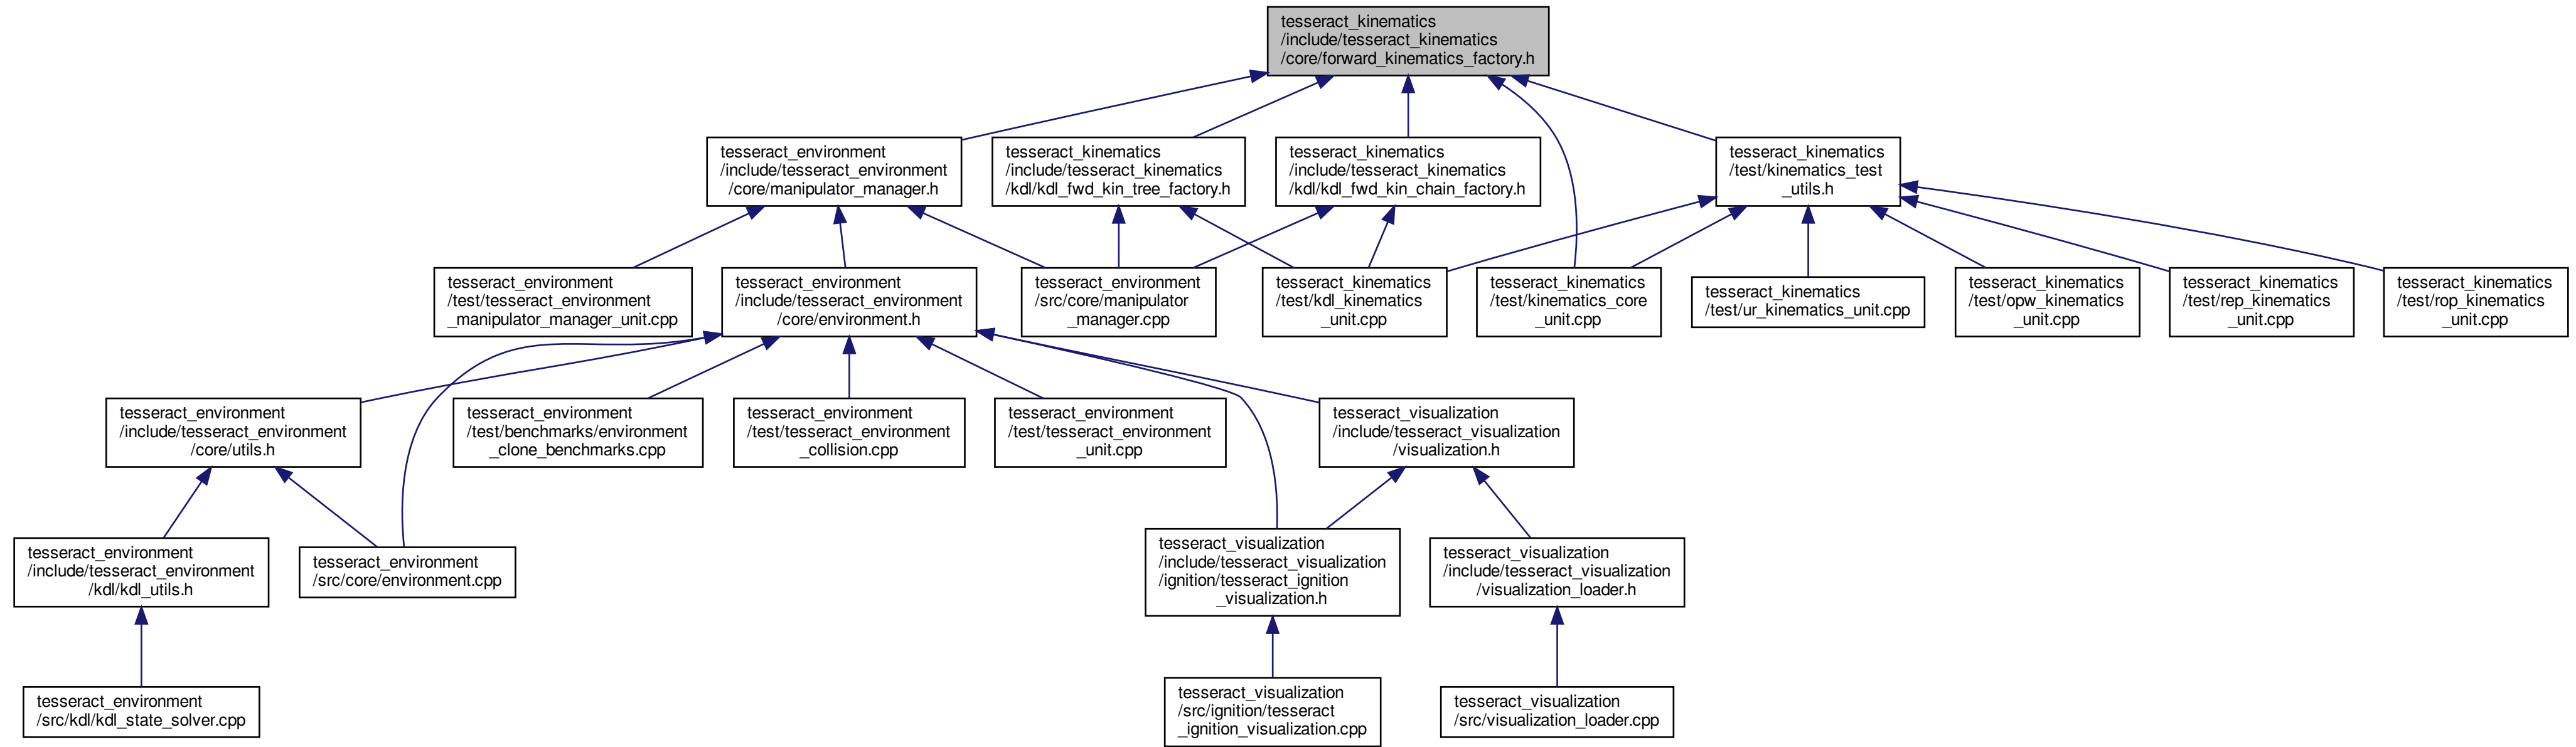 tesseract_kinematics
/include/tesseract_kinematics
/core/forward_kinematics_factory.h
tesseract_environment
/include/tesseract_environment
/core/manipulator_manager.h
tesseract_kinematics
/include/tesseract_kinematics
/kdl/kdl_fwd_kin_tree_factory.h
tesseract_kinematics
/include/tesseract_kinematics
/kdl/kdl_fwd_kin_chain_factory.h
tesseract_kinematics
/test/kinematics_test
_utils.h
tesseract_environment
/test/tesseract_environment
_manipulator_manager_unit.cpp
tesseract_environment
/include/tesseract_environment
/core/environment.h
tesseract_environment
/src/core/manipulator
_manager.cpp
tesseract_kinematics
/test/kdl_kinematics
_unit.cpp
tesseract_kinematics
/test/kinematics_core
_unit.cpp
tesseract_kinematics
/test/ur_kinematics_unit.cpp
tesseract_kinematics
/test/opw_kinematics
_unit.cpp
tesseract_kinematics
/test/rep_kinematics
_unit.cpp
tesseract_kinematics
/test/rop_kinematics
_unit.cpp
tesseract_environment
/include/tesseract_environment
/core/utils.h
tesseract_environment
/test/benchmarks/environment
_clone_benchmarks.cpp
tesseract_environment
/test/tesseract_environment
_collision.cpp
tesseract_environment
/test/tesseract_environment
_unit.cpp
tesseract_visualization
/include/tesseract_visualization
/visualization.h
tesseract_environment
/include/tesseract_environment
/kdl/kdl_utils.h
tesseract_environment
/src/core/environment.cpp
tesseract_visualization
/include/tesseract_visualization
/ignition/tesseract_ignition
_visualization.h
tesseract_visualization
/include/tesseract_visualization
/visualization_loader.h
tesseract_environment
/src/kdl/kdl_state_solver.cpp
tesseract_visualization
/src/ignition/tesseract
_ignition_visualization.cpp
tesseract_visualization
/src/visualization_loader.cpp